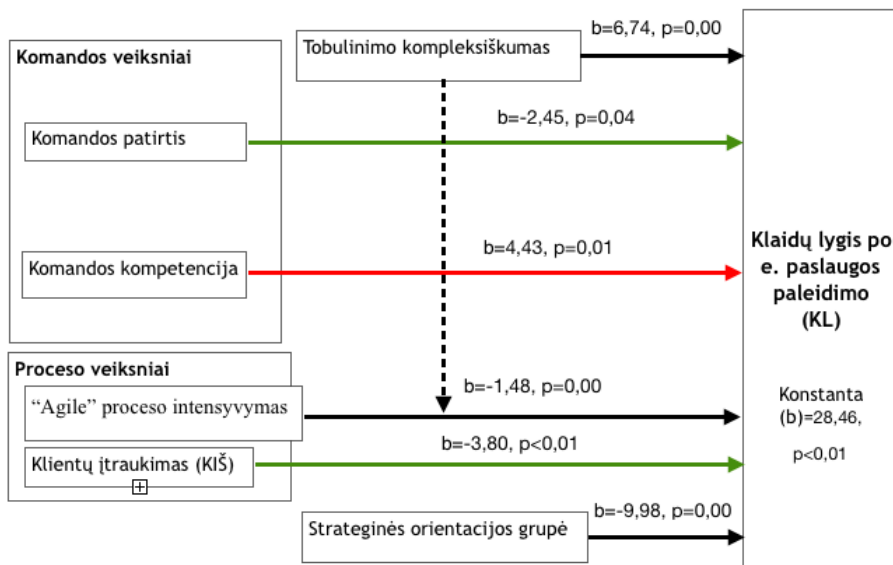 Komandos veiksniai
Tobulinimo kompleksiškumas
b=6,74, p=0,00
Komandos patirtis
b=-2,45, p=0,04
Komandos kompetencija
b=4,43, p=0,01
Klaidų lygis po
e. paslaugos
paleidimo
(KL)
Proceso veiksniai
“Agile” proceso intensyvymas
b=-1,48, p=0,00
Konstanta
(b)=28,46,
p<0,01
Klientų įtraukimas (KIŠ)
b=-3,80, p<0,01
Strateginės orientacijos grupė
b=-9,98, p=0,00